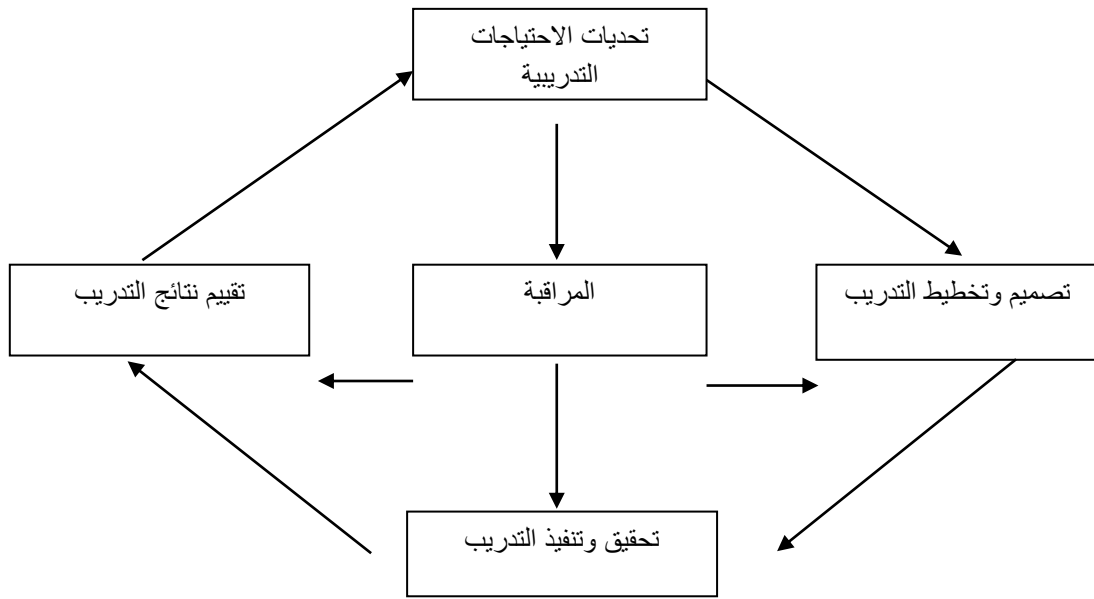 تحديات الاحتياجات
التدريبية
تصميم وتخطيط التدريب
المراقبة
تقييم نتائج التدريب
تحقيق وتنفيذ التدريب